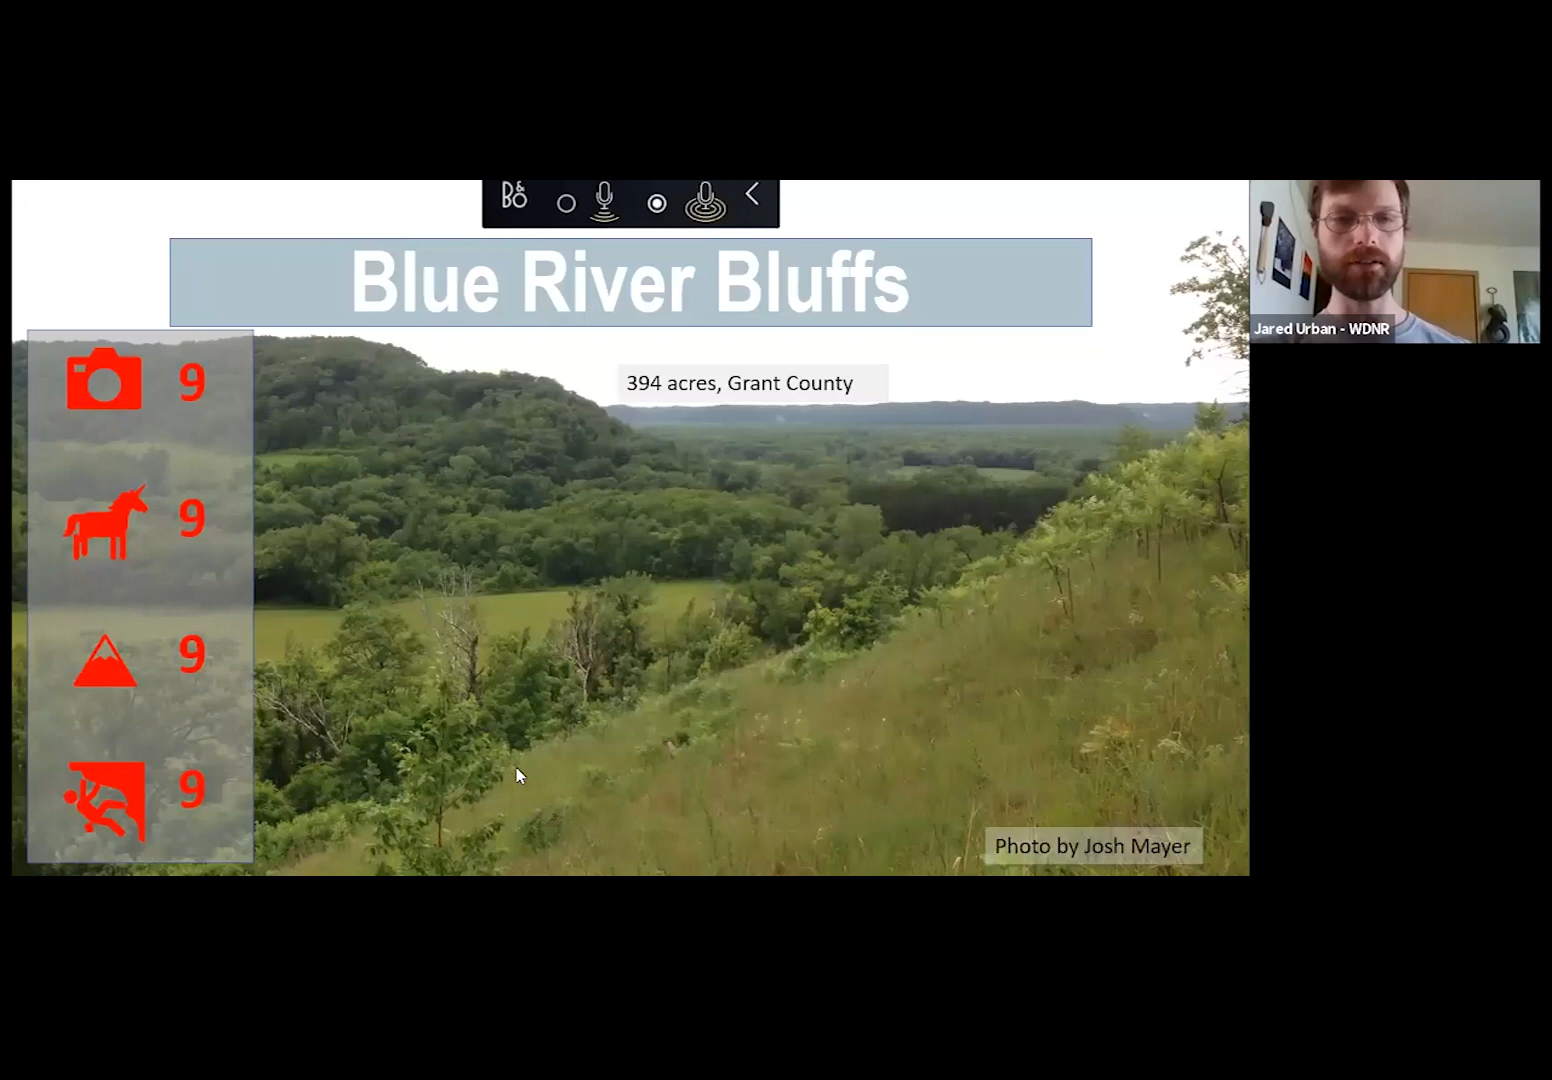 B&O
Blue River Bluffs
Jared Urban - WDNR
9
394 acres, Grant County
9
9
9
Photo by Josh Mayer